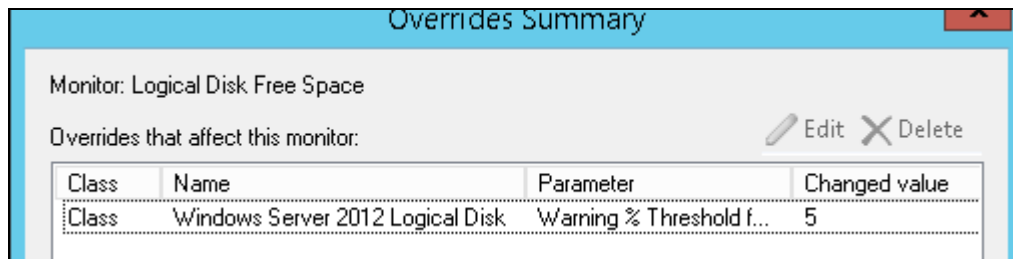 Overrides Summary
Monitor: Logical Disk Free Space
Overrides that affect this monitor:
Edit Delete
Class Name Parameter Changed value
Class Windows Server 2012 Logical Disk Warning % Threshold f... 5